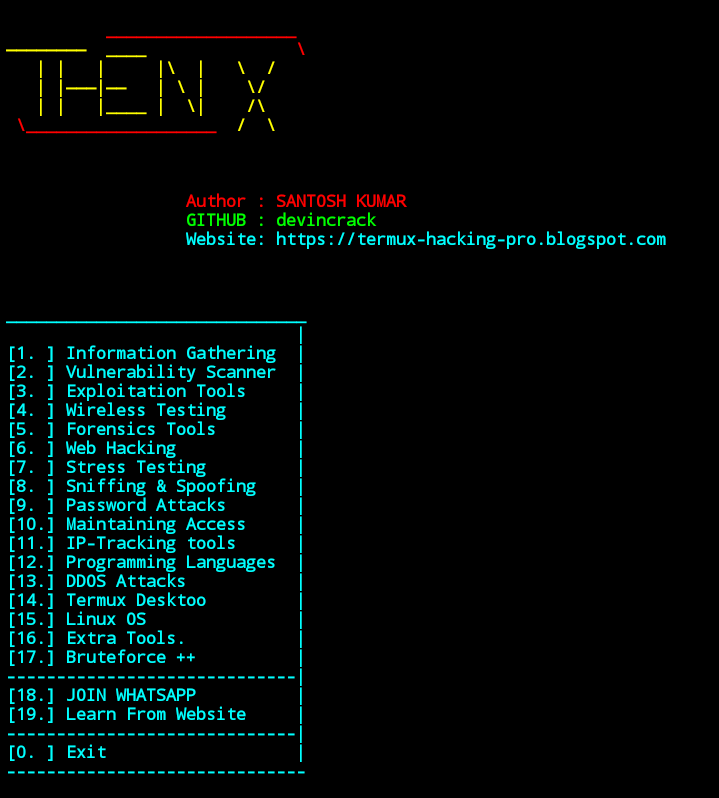 THEN X
Author : SANTOSH KUMAR
GITHUB : devincrack
Website: https://termux-hacking-pro.blogspot.com
[1. ] Information Gathering
[2. ] Vulnerability Scanner
[3. ] Exploitation Tools
[4. ] Wireless Testing
[5. ] Forensics Tools
[6. ] Web Hacking
[7. ] Stress Testing
[8. ] Sniffing & Spoofing
[9. ] Password Attacks
[10.] Maintaining Access
[11.] IP-Tracking tools
[12.] Programming Languages
[13.] DDOS Attacks
[14.] Termux Desktoo
[15.] Linux OS
[16.] Extra Tools.
[17.] Bruteforce ++
[18.] JOIN WHATSAPP
[19.] Learn From Website
[0. ] Exit